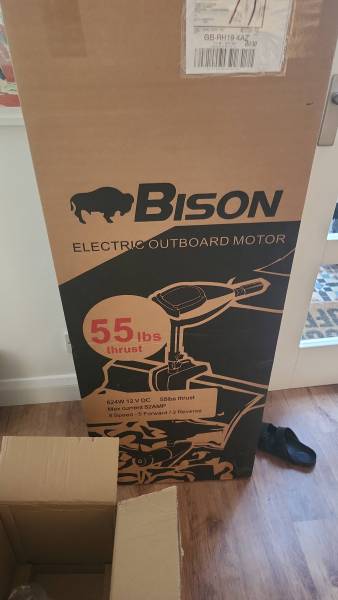 GB-RH19 4AZ
BISON
ELECTRIC OUTBOARD MOTOR
55 lbs
thrust
624W 12 V DC 55lbs thrust
Max current 52AMP
8 Speed - 5 Forward / 3 Reverse